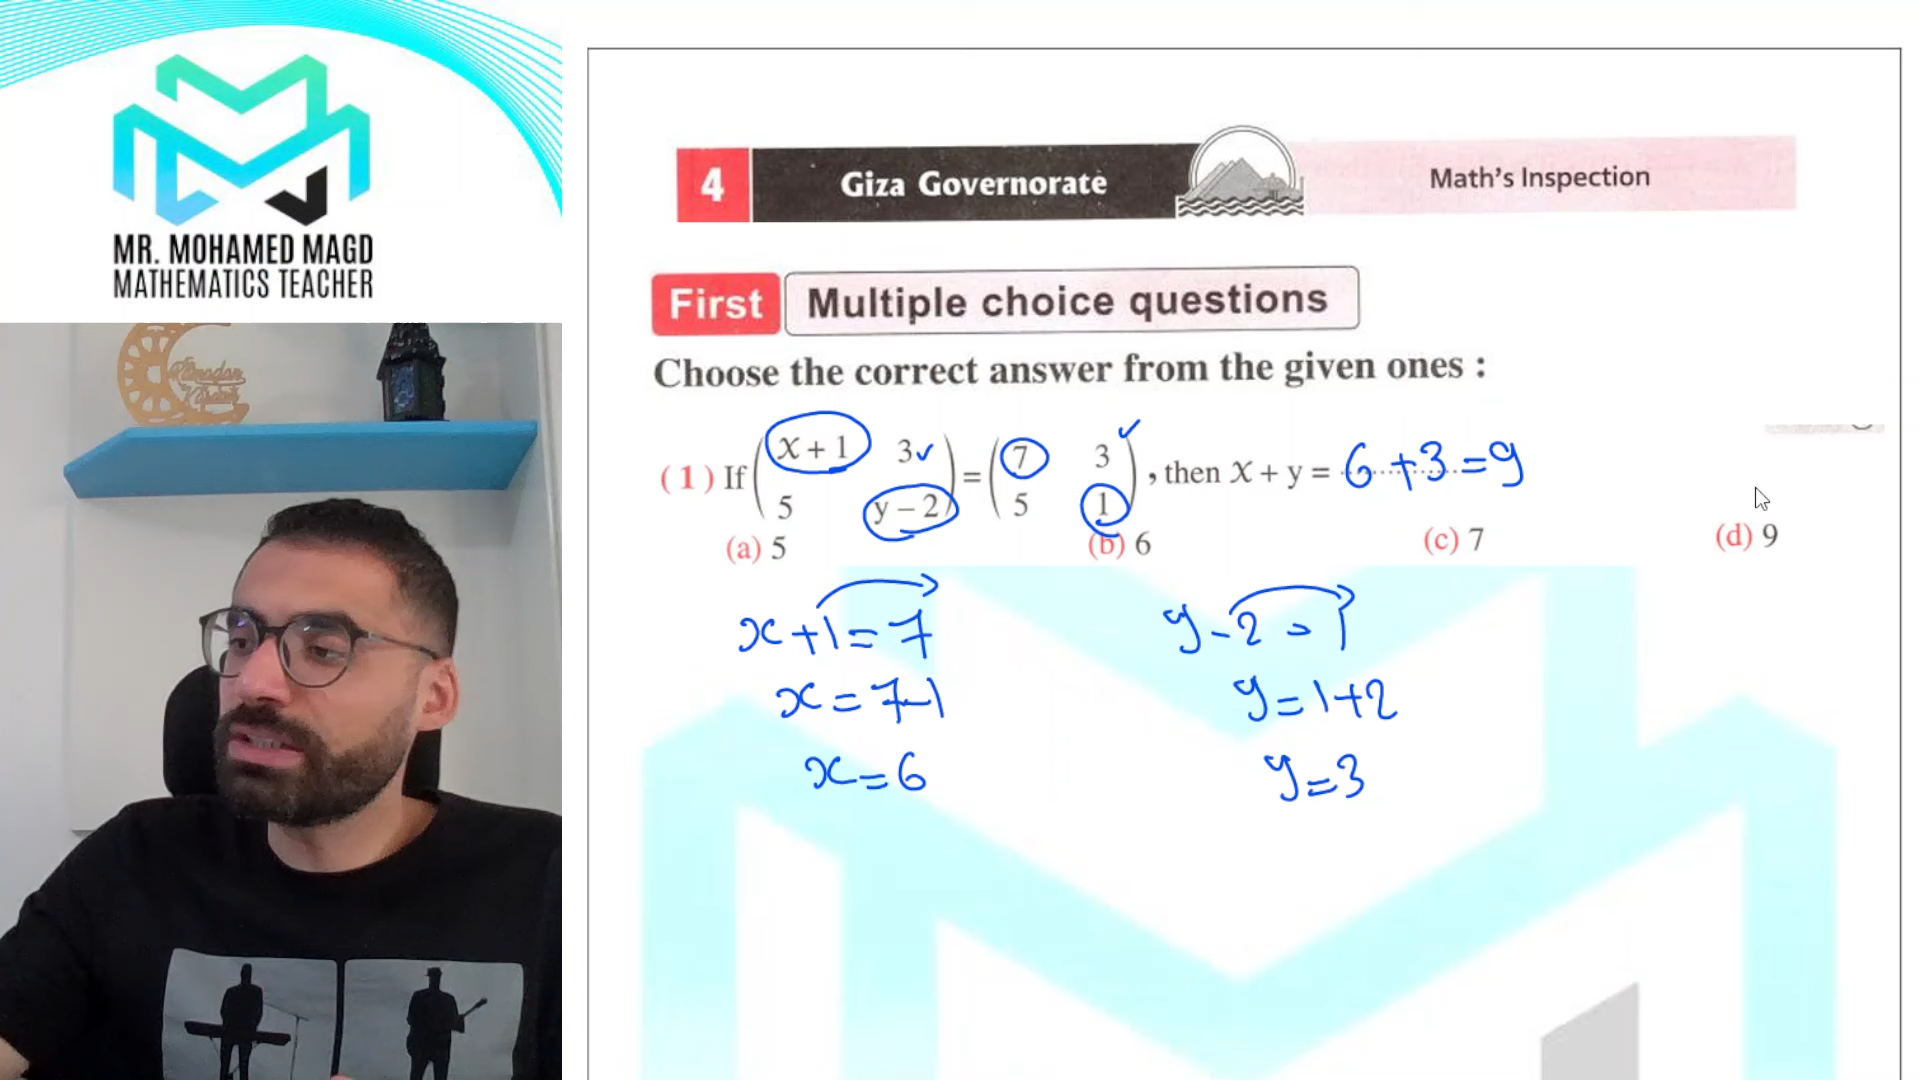 MR. MOHAMED MAGD
MATHEMATICS TEACHER
4 Giza Governorate Math's Inspection
First Multiple choice questions
Choose the correct answer from the given ones :
(1) If ( x + 1 3✓ ; 5 y – 2 ) = ( 7 3✓ ; 5 1 ) , then x + y = 6 + 3 = 9
(a) 5 (b) 6 (c) 7 (d) 9
x + 1 = 7
x = 7 - 1
x = 6
y - 2 = 1
y = 1 + 2
y = 3